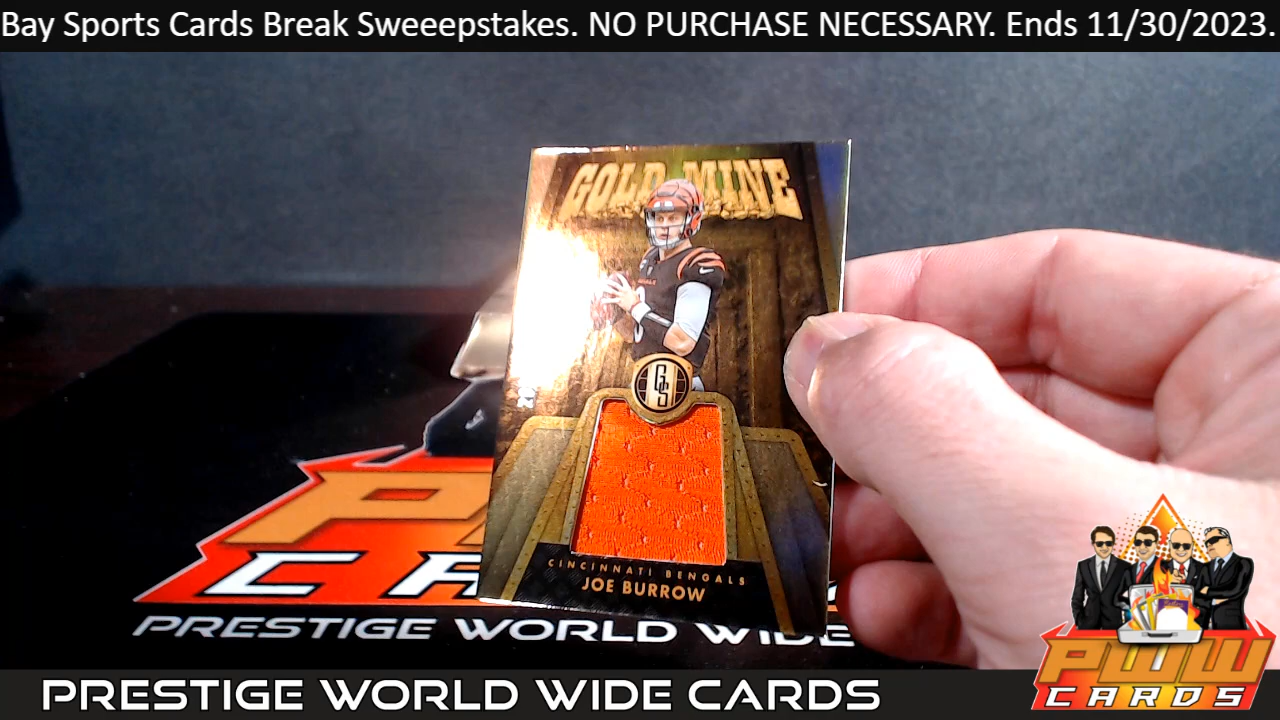 Bay Sports Cards Break Sweeepstakes. NO PURCHASE NECESSARY. Ends 11/30/2023.
GOLD MINE
GS
CINCINNATI BENGALS
JOE BURROW
PRESTIGE WORLD WIDE
PRESTIGE WORLD WIDE CARDS
PWW
CARDS